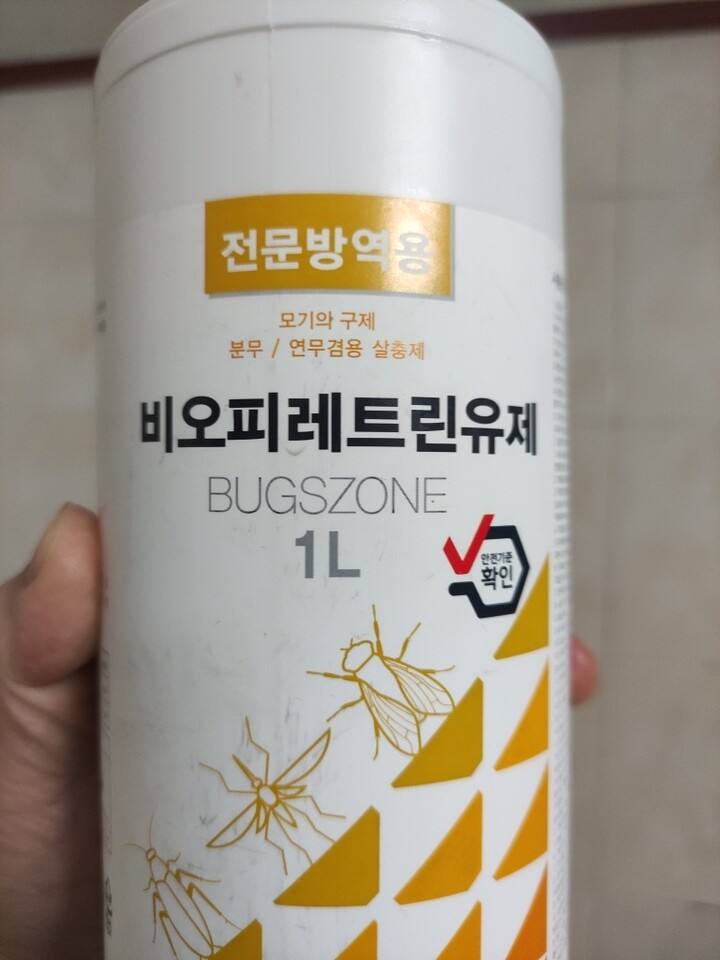 전문방역용
모기의 구제
분무 / 연무겸용 살충제
비오피레트린유제
BUGSZONE
1L
안전기준
확인